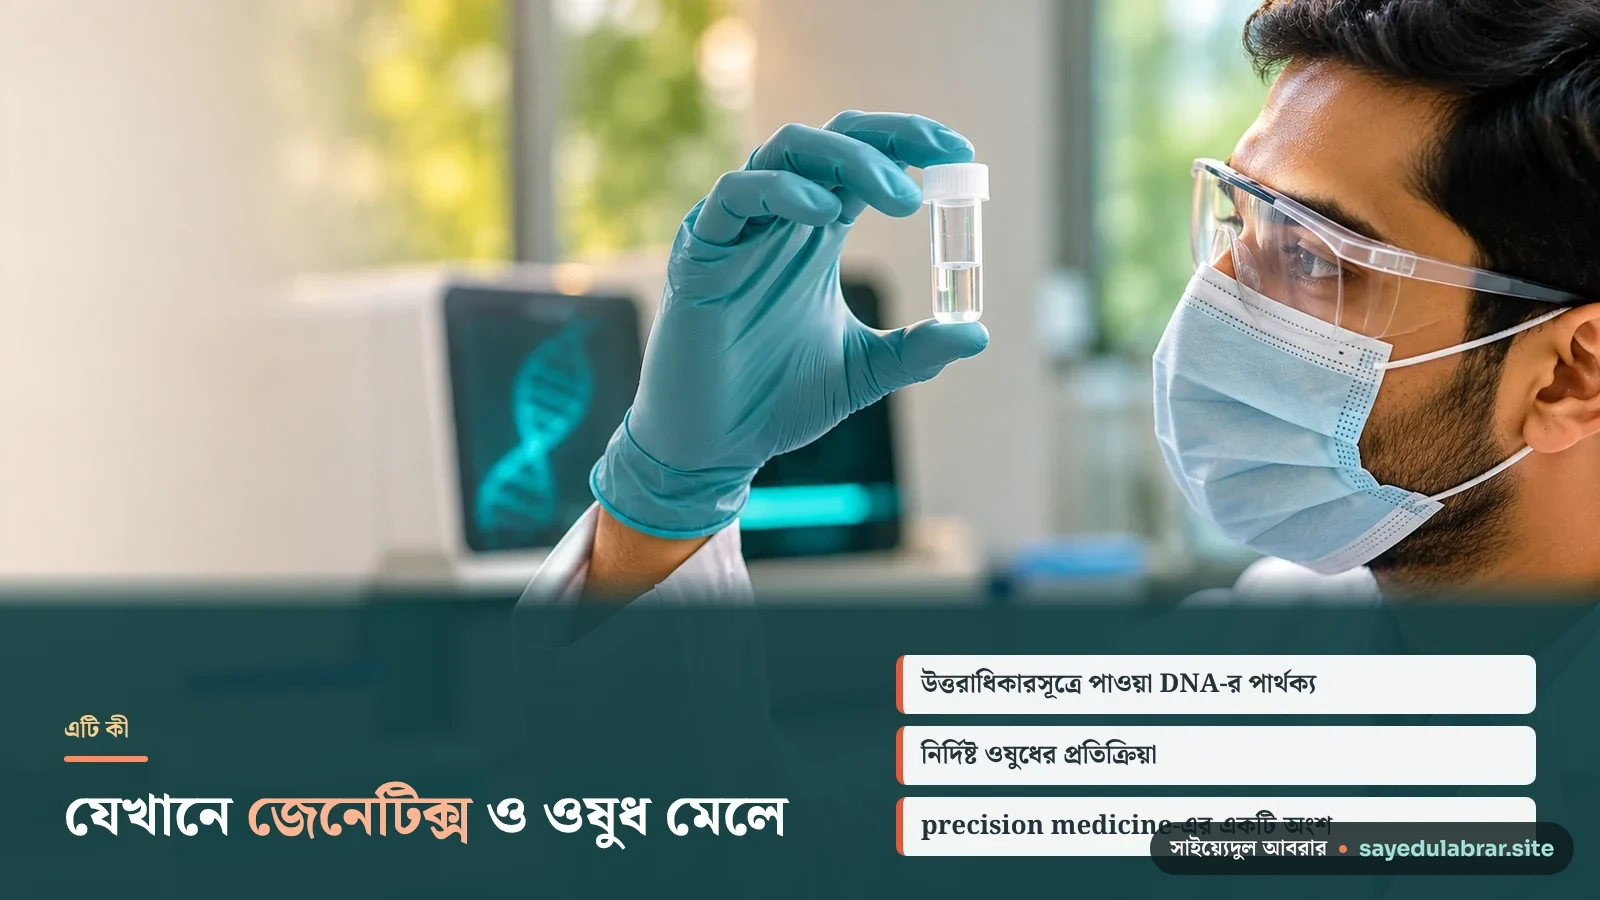 এটি কী
যেখানে জেনেটিক্স ও ওষুধ মেলে
উত্তরাধিকারসূত্রে পাওয়া DNA-র পার্থক্য
নির্দিষ্ট ওষুধের প্রতিক্রিয়া
precision medicine-এর একটি অংশ
সাইয়্যেদুল আবরার • sayedulabrar.site